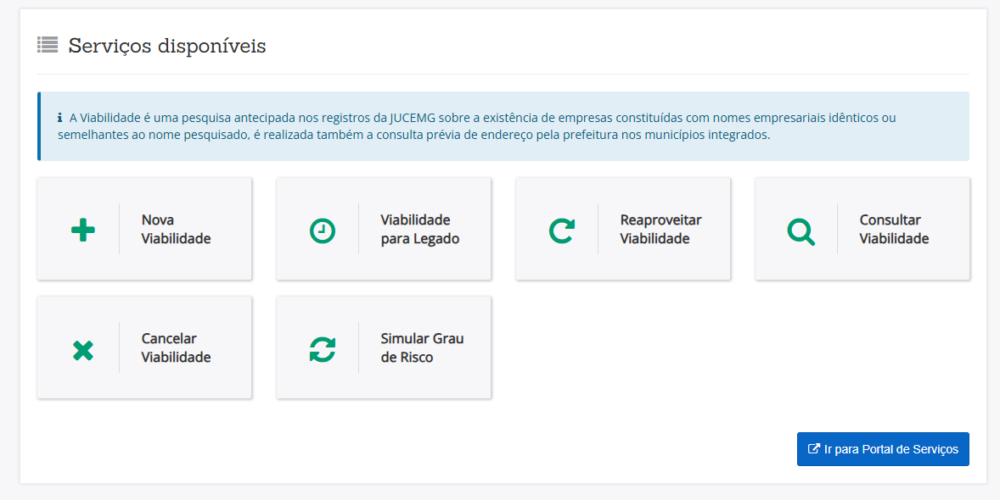 Serviços disponíveis
A Viabilidade é uma pesquisa antecipada nos registros da JUCEMG sobre a existência de empresas constituídas com nomes empresariais idênticos ou
semelhantes ao nome pesquisado, é realizada também a consulta prévia de endereço pela prefeitura nos municípios integrados.
Nova
Viabilidade
Viabilidade
para Legado
Reaproveitar
Viabilidade
Consultar
Viabilidade
Cancelar
Viabilidade
Simular Grau
de Risco
Ir para Portal de Serviços